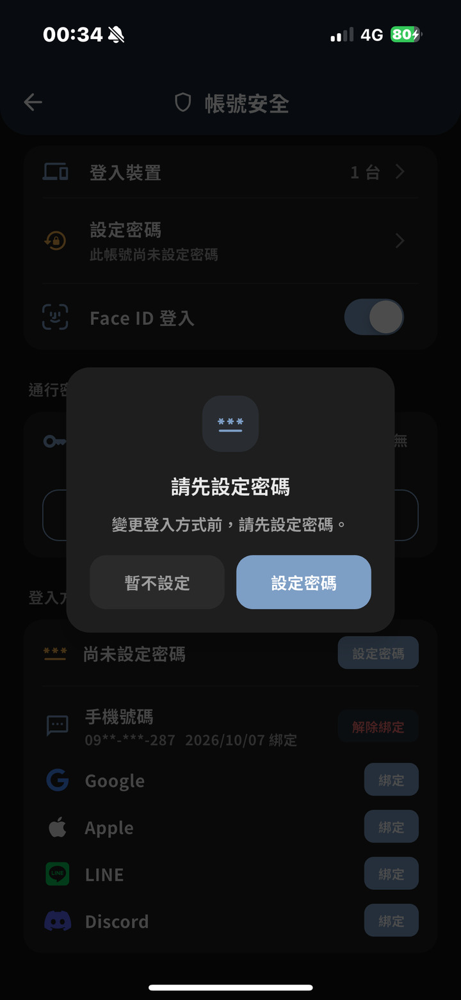 00:34
4G
80
帳號安全
登入裝置
1 台
設定密碼
此帳號尚未設定密碼
Face ID 登入
通行密
無
***
請先設定密碼
變更登入方式前，請先設定密碼。
暫不設定
設定密碼
登入方
***
尚未設定密碼
設定密碼
手機號碼
09**-***-287 2026/10/07 綁定
解除綁定
Google
綁定
Apple
綁定
LINE
LINE
綁定
Discord
綁定